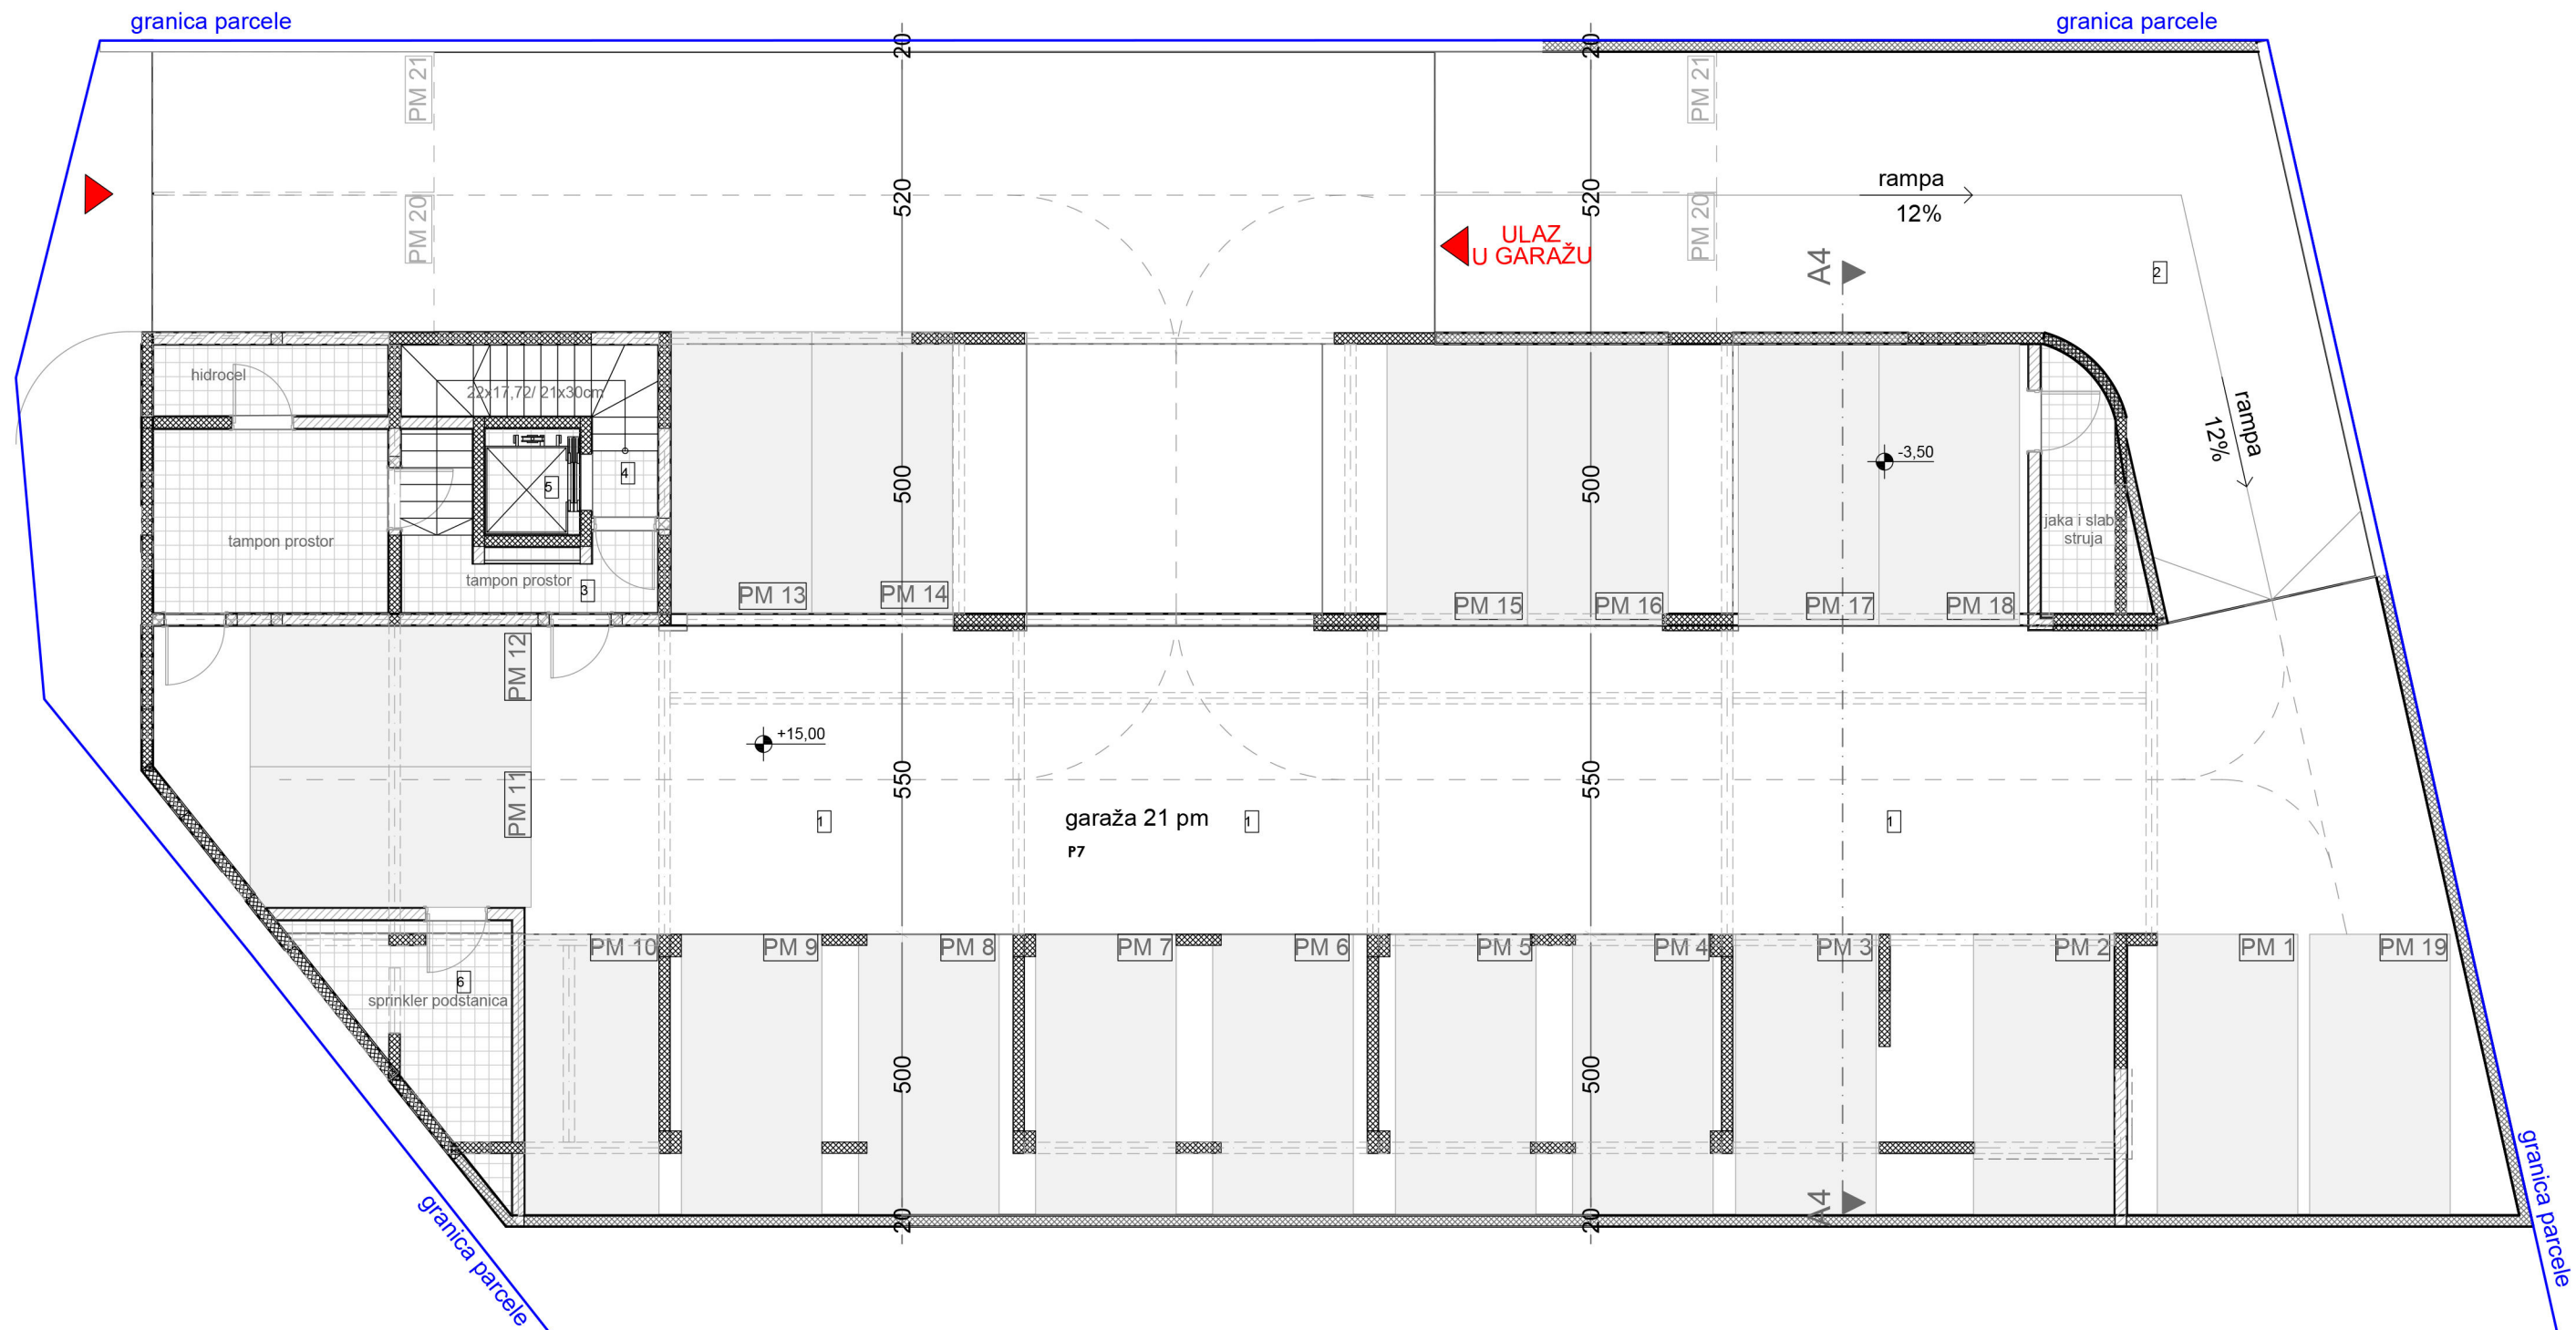 granica parcele
granica parcele
20
20
PM 21
PM 21
520
520
PM 20
PM 20
rampa
12%
ULAZ
U GARAŽU
A4
2
hidrocel
22x17,72/ 21x30cm
rampa
12%
-3,50
4
5
500
500
tampon prostor
jaka i slab
struja
tampon prostor
3
PM 13
PM 14
PM 15
PM 16
PM 17
PM 18
PM 12
+15,00
550
550
PM 11
garaža 21 pm
1
1
1
P7
PM 10
PM 9
PM 8
PM 7
PM 6
PM 5
PM 4
PM 3
PM 2
PM 1
PM 19
6
sprinkler podstanica
500
500
A4
20
20
granica parcele
granica parcele